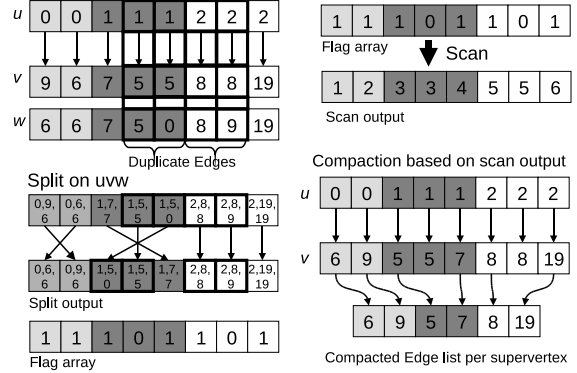 u 0 0 1 1 1 2 2 2
v 9 6 7 5 5 8 8 19
w 6 6 7 5 0 8 9 19
Duplicate Edges
Split on uvw
0,9, 0,6, 1,7, 1,5, 1,5, 2,8, 2,8, 2,19,
6 6 7 5 0 8 9 19
0,6, 0,9, 1,5, 1,5, 1,7, 2,8, 2,8, 2,19,
6 6 0 5 7 8 9 19
Split output
1 1 1 0 1 1 0 1
Flag array
1 1 1 0 1 1 0 1
Flag array
Scan
1 2 3 3 4 5 5 6
Scan output
Compaction based on scan output
u 0 0 1 1 1 2 2 2
v 6 9 5 5 7 8 8 19
6 9 5 7 8 19
Compacted Edge list per supervertex